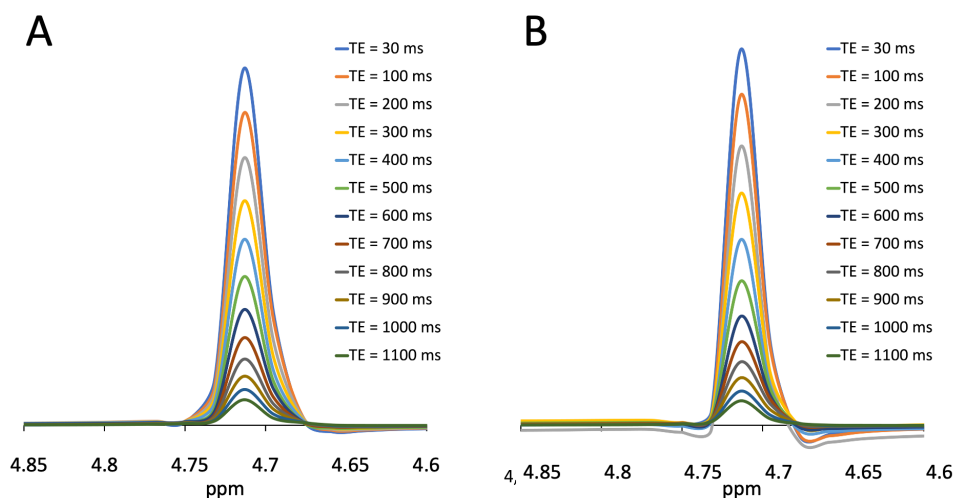 A
TE = 30 ms
TE = 100 ms
TE = 200 ms
TE = 300 ms
TE = 400 ms
TE = 500 ms
TE = 600 ms
TE = 700 ms
TE = 800 ms
TE = 900 ms
TE = 1000 ms
TE = 1100 ms
4.85 4.8 4.75 4.7 4.65 4.6
ppm
B
TE = 30 ms
TE = 100 ms
TE = 200 ms
TE = 300 ms
TE = 400 ms
TE = 500 ms
TE = 600 ms
TE = 700 ms
TE = 800 ms
TE = 900 ms
TE = 1000 ms
TE = 1100 ms
4, 4.85 4.8 4.75 4.7 4.65 4.6
ppm